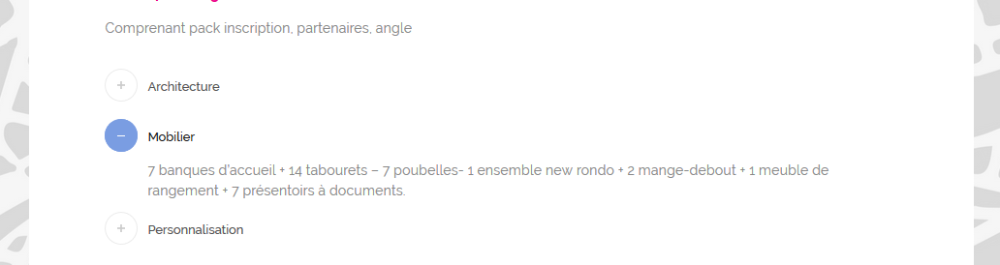 Comprenant pack inscription, partenaires, angle
+ Architecture
– Mobilier
7 banques d'accueil + 14 tabourets – 7 poubelles- 1 ensemble new rondo + 2 mange-debout + 1 meuble de
rangement + 7 présentoirs à documents.
+ Personnalisation